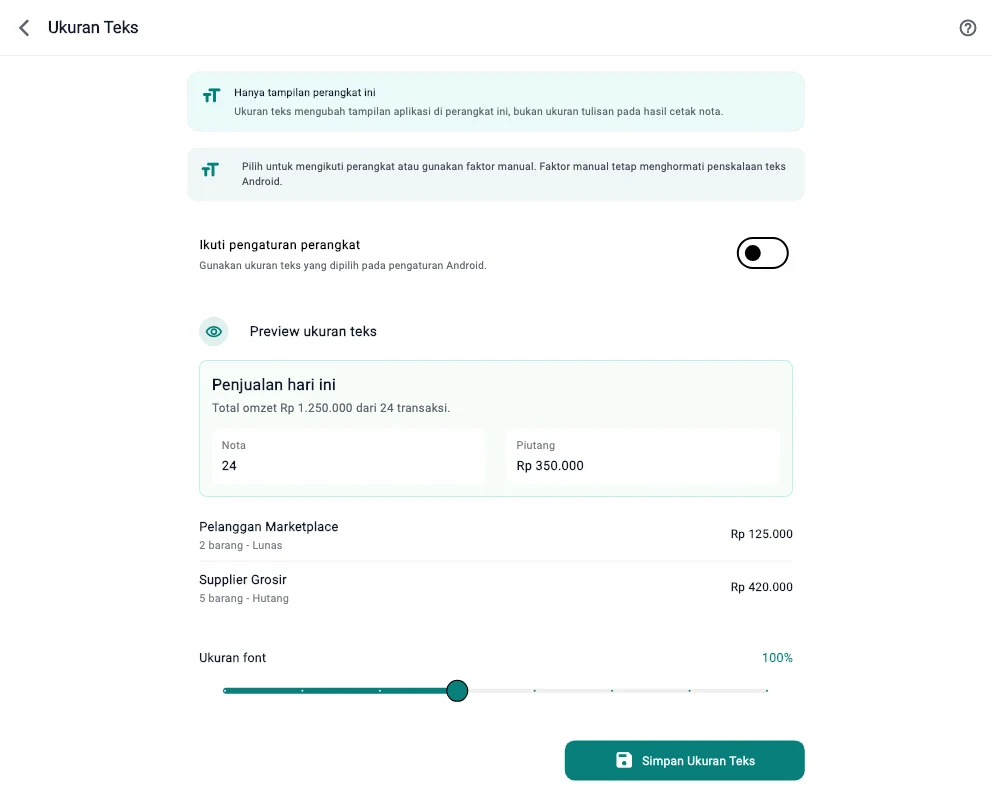 Ukuran Teks
Hanya tampilan perangkat ini
Ukuran teks mengubah tampilan aplikasi di perangkat ini, bukan ukuran tulisan pada hasil cetak nota.
Pilih untuk mengikuti perangkat atau gunakan faktor manual. Faktor manual tetap menghormati penskalaan teks
Android.
Ikuti pengaturan perangkat
Gunakan ukuran teks yang dipilih pada pengaturan Android.
Preview ukuran teks
Penjualan hari ini
Total omzet Rp 1.250.000 dari 24 transaksi.
Nota
24
Piutang
Rp 350.000
Pelanggan Marketplace
2 barang - Lunas
Rp 125.000
Supplier Grosir
5 barang - Hutang
Rp 420.000
Ukuran font
100%
Simpan Ukuran Teks